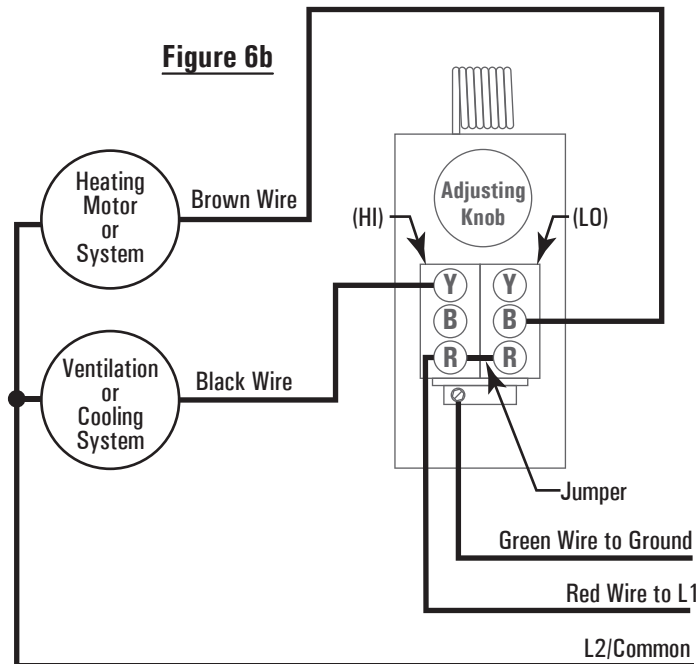 Figure 6b
Heating
Motor
or
System
Brown Wire
Adjusting
Knob
(HI)
(LO)
Y Y
B B
R R
Ventilation
or
Cooling
System
Black Wire
Jumper
Green Wire to Ground
Red Wire to L1
L2/Common